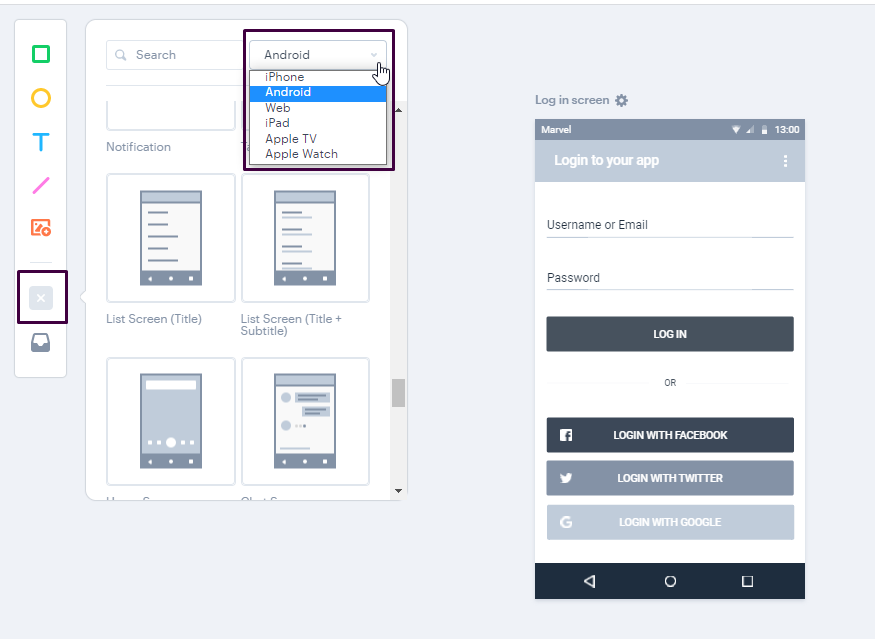 Search
Android
iPhone
Android
Web
iPad
Apple TV
Apple Watch
Notification
List Screen (Title)
List Screen (Title +
Subtitle)
Log in screen
Marvel
13:00
Login to your app
Username or Email
Password
LOG IN
OR
LOGIN WITH FACEBOOK
LOGIN WITH TWITTER
LOGIN WITH GOOGLE